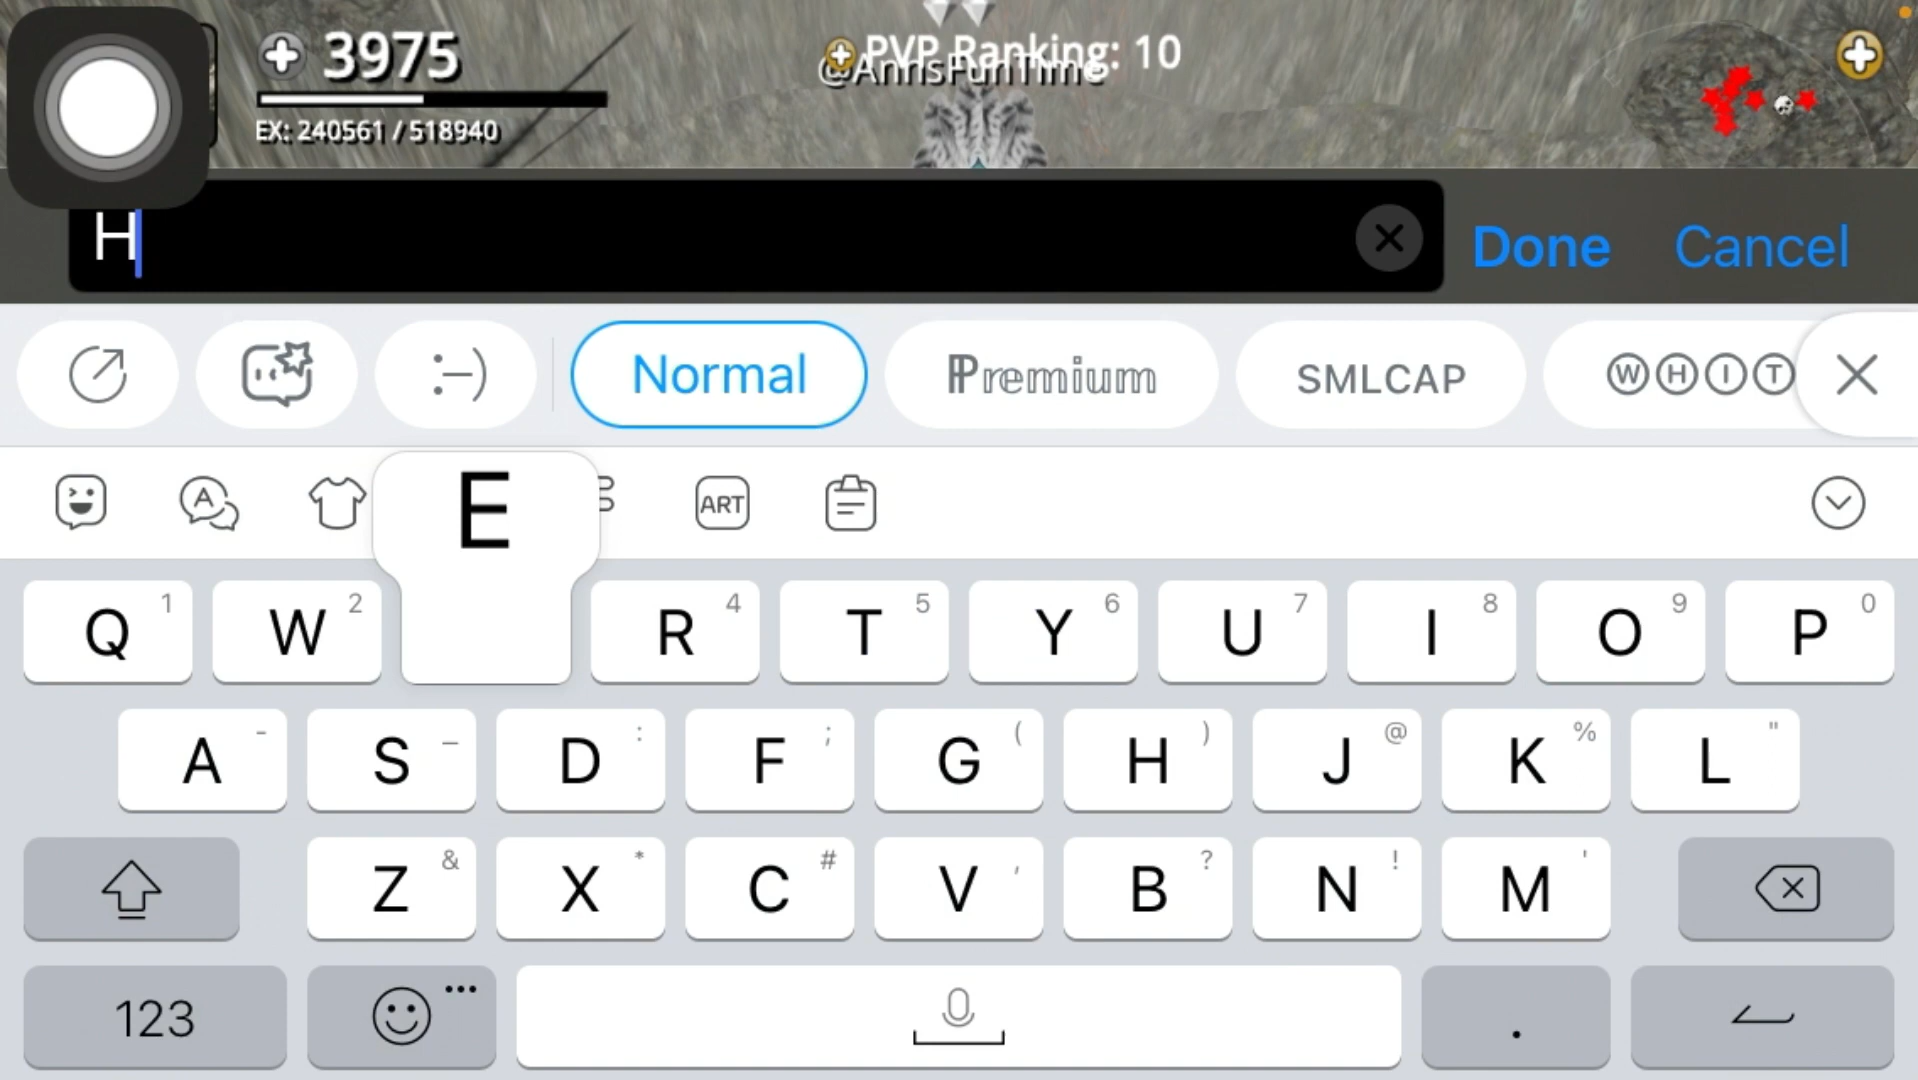 3975
PVP Ranking: 10
@AnnsFunTime
EX: 240561 / 518940
H
Done Cancel
:-) Normal Premium SMLCAP WHIT
E
ART
Q 1 W 2 R 4 T 5 Y 6 U 7 I 8 O 9 P 0
A - S _ D : F ; G ( H ) J @ K % L "
Z & X * C # V , B ? N ! M '
123 .